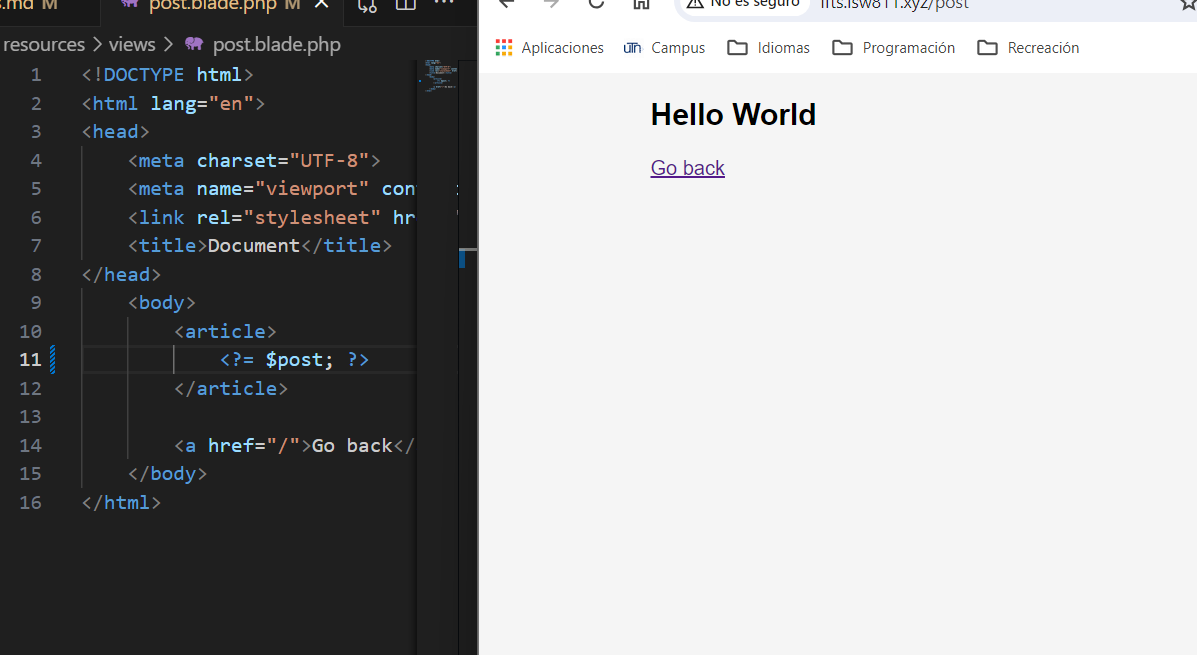 s.md M
post.blade.php M
resources > views > post.blade.php
1 <!DOCTYPE html>
2 <html lang="en">
3 <head>
4 <meta charset="UTF-8">
5 <meta name="viewport" con
6 <link rel="stylesheet" hr
7 <title>Document</title>
8 </head>
9 <body>
10 <article>
11 <?= $post; ?>
12 </article>
13
14 <a href="/">Go back</
15 </body>
16 </html>
No es seguro
lfts.isw811.xyz/post
Aplicaciones
UTN Campus
Idiomas
Programación
Recreación
Hello World
Go back